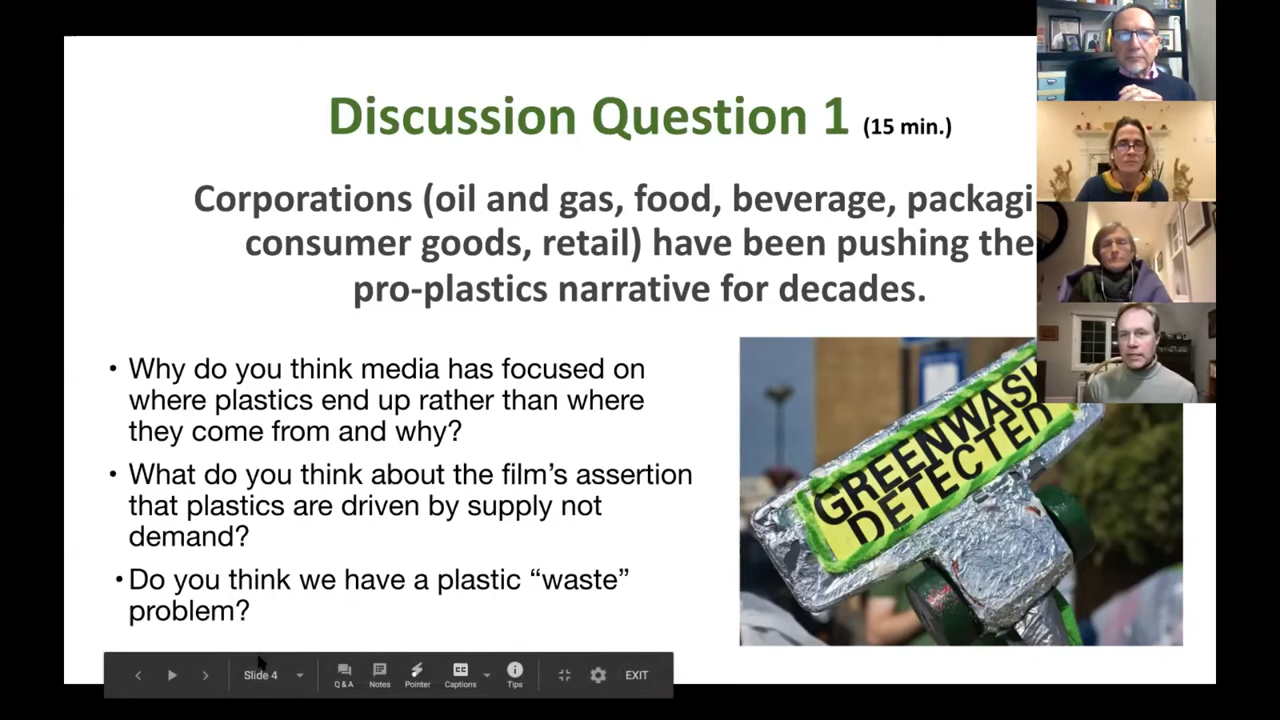 Discussion Question 1 (15 min.)
Corporations (oil and gas, food, beverage, packagi
consumer goods, retail) have been pushing the
pro-plastics narrative for decades.
• Why do you think media has focused on
where plastics end up rather than where
they come from and why?
• What do you think about the film’s assertion
that plastics are driven by supply not
demand?
• Do you think we have a plastic “waste”
problem?
GREENWASH
DETECTED
Slide 4
Q & A
Notes
Pointer
CC
Captions
Tips
EXIT